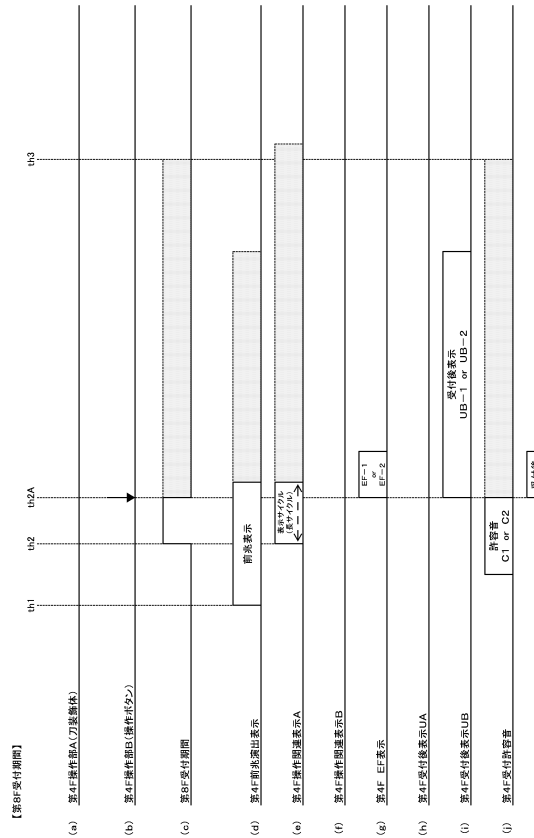 【第8F受付期間】
th1
th2
th2A
th3
(a) 第4F操作部A(刀装飾体)
(b) 第4F操作部B(操作ボタン)
(c) 第8F受付期間
(d) 第4F前兆演出表示
前兆表示
(e) 第4F操作関連表示A
表示サイクル
(長サイクル)
(f) 第4F操作関連表示B
(g) 第4F EF表示
EF-1
or
EF-2
(h) 第4F受付後表示UA
(i) 第4F受付後表示UB
受付後表示
UB-1 or UB-2
(j) 第4F受付許容音
許容音
C1 or C2